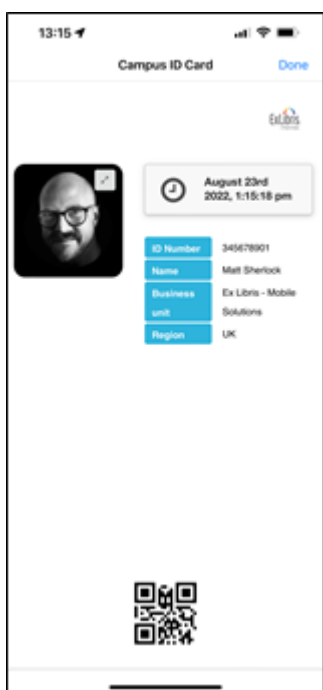 13:15
Campus ID Card Done
ExLibris
August 23rd
2022, 1:15:18 pm
ID Number 345678901
Name Matt Sherlock
Business Ex Libris - Mobile
unit Solutions
Region UK